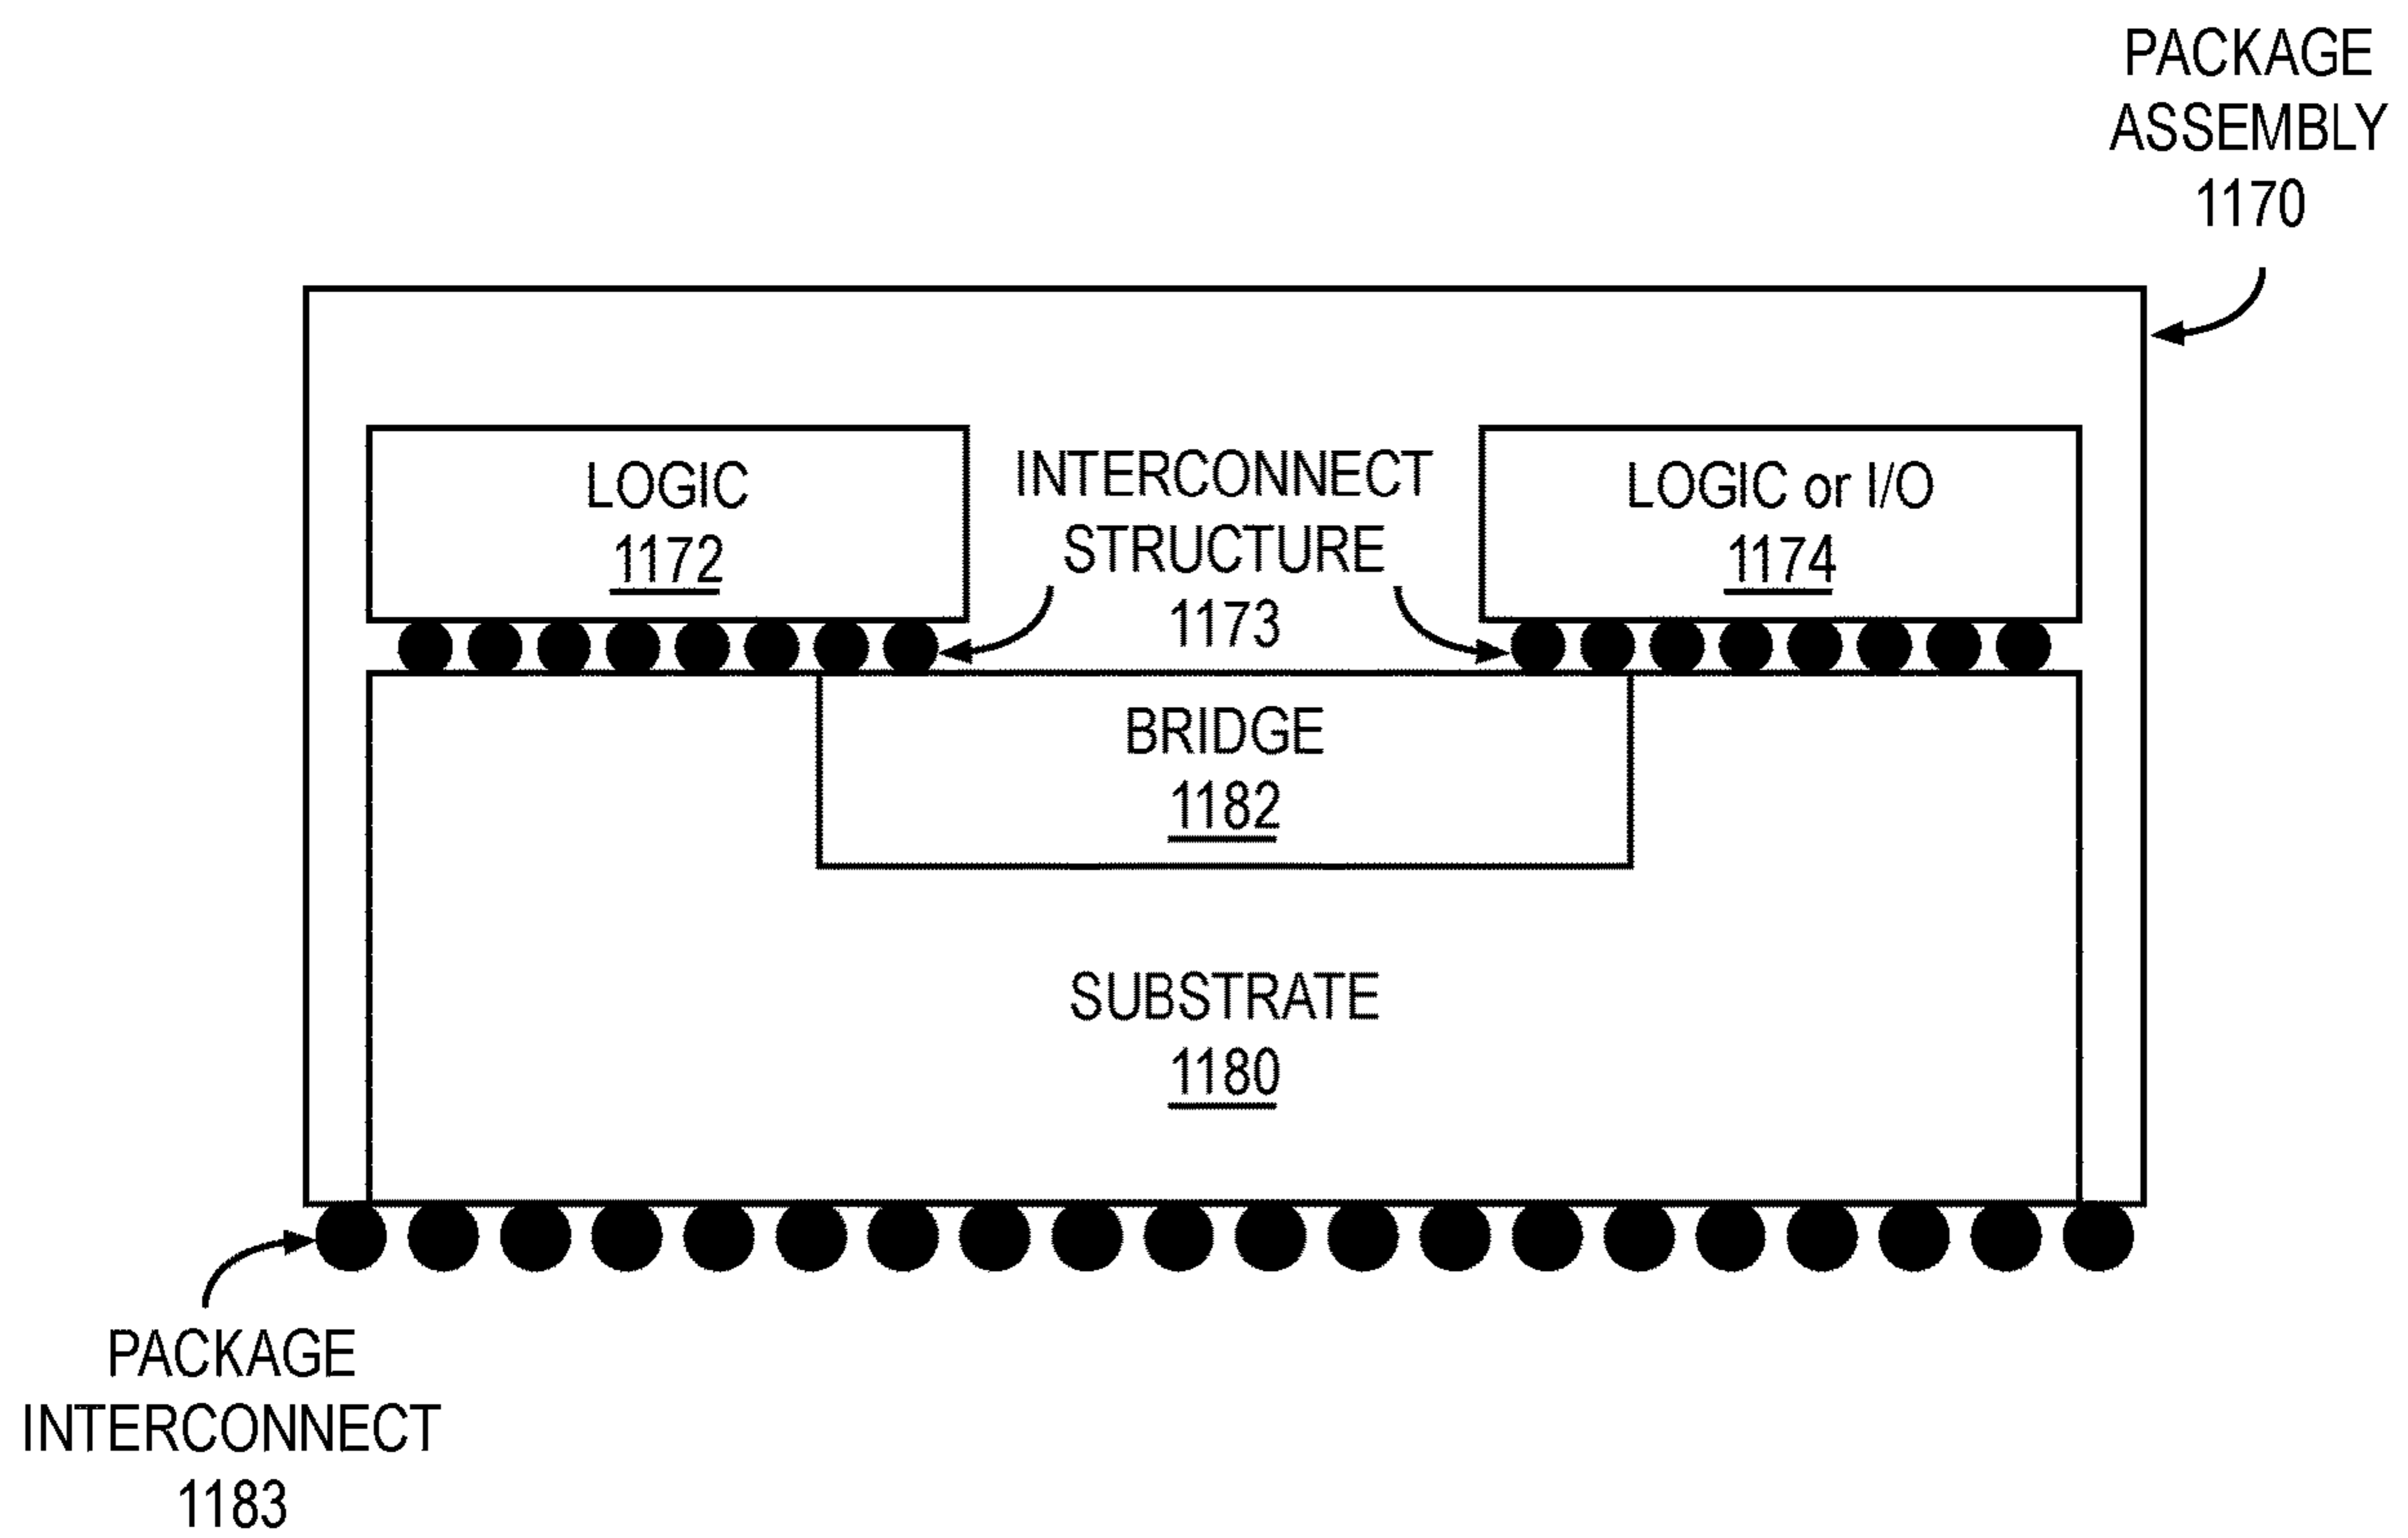 PACKAGE
ASSEMBLY
1170
LOGIC
1172
INTERCONNECT
STRUCTURE
1173
LOGIC or I/O
1174
BRIDGE
1182
SUBSTRATE
1180
PACKAGE
INTERCONNECT
1183